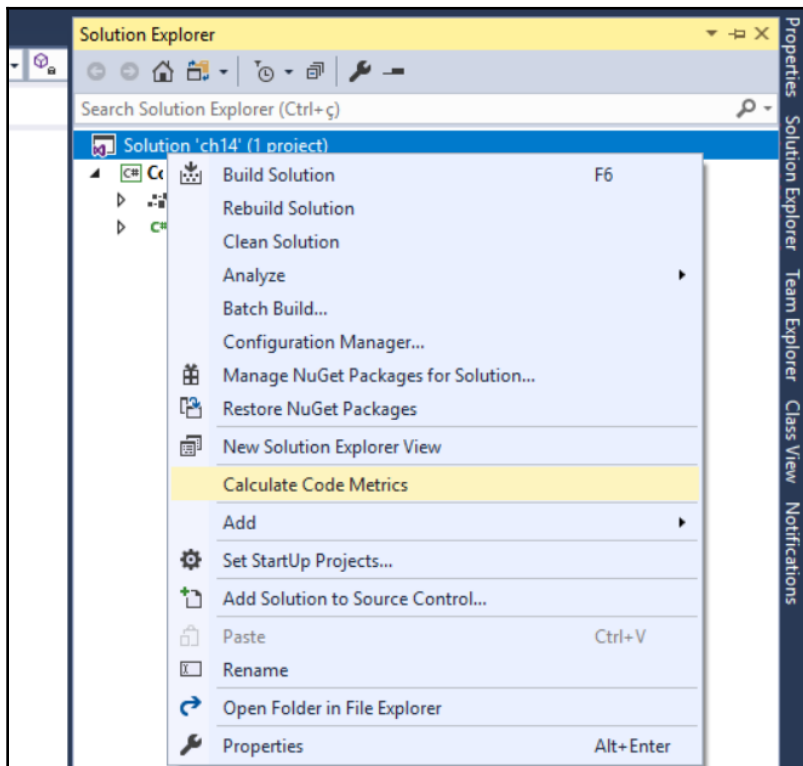 Solution Explorer
Search Solution Explorer (Ctrl+ç)
Solution 'ch14' (1 project)
C#
C#
Build Solution F6
Rebuild Solution
Clean Solution
Analyze
Batch Build...
Configuration Manager...
Manage NuGet Packages for Solution...
Restore NuGet Packages
New Solution Explorer View
Calculate Code Metrics
Add
Set StartUp Projects...
Add Solution to Source Control...
Paste Ctrl+V
Rename
Open Folder in File Explorer
Properties Alt+Enter
Properties
Solution Explorer
Team Explorer
Class View
Notifications